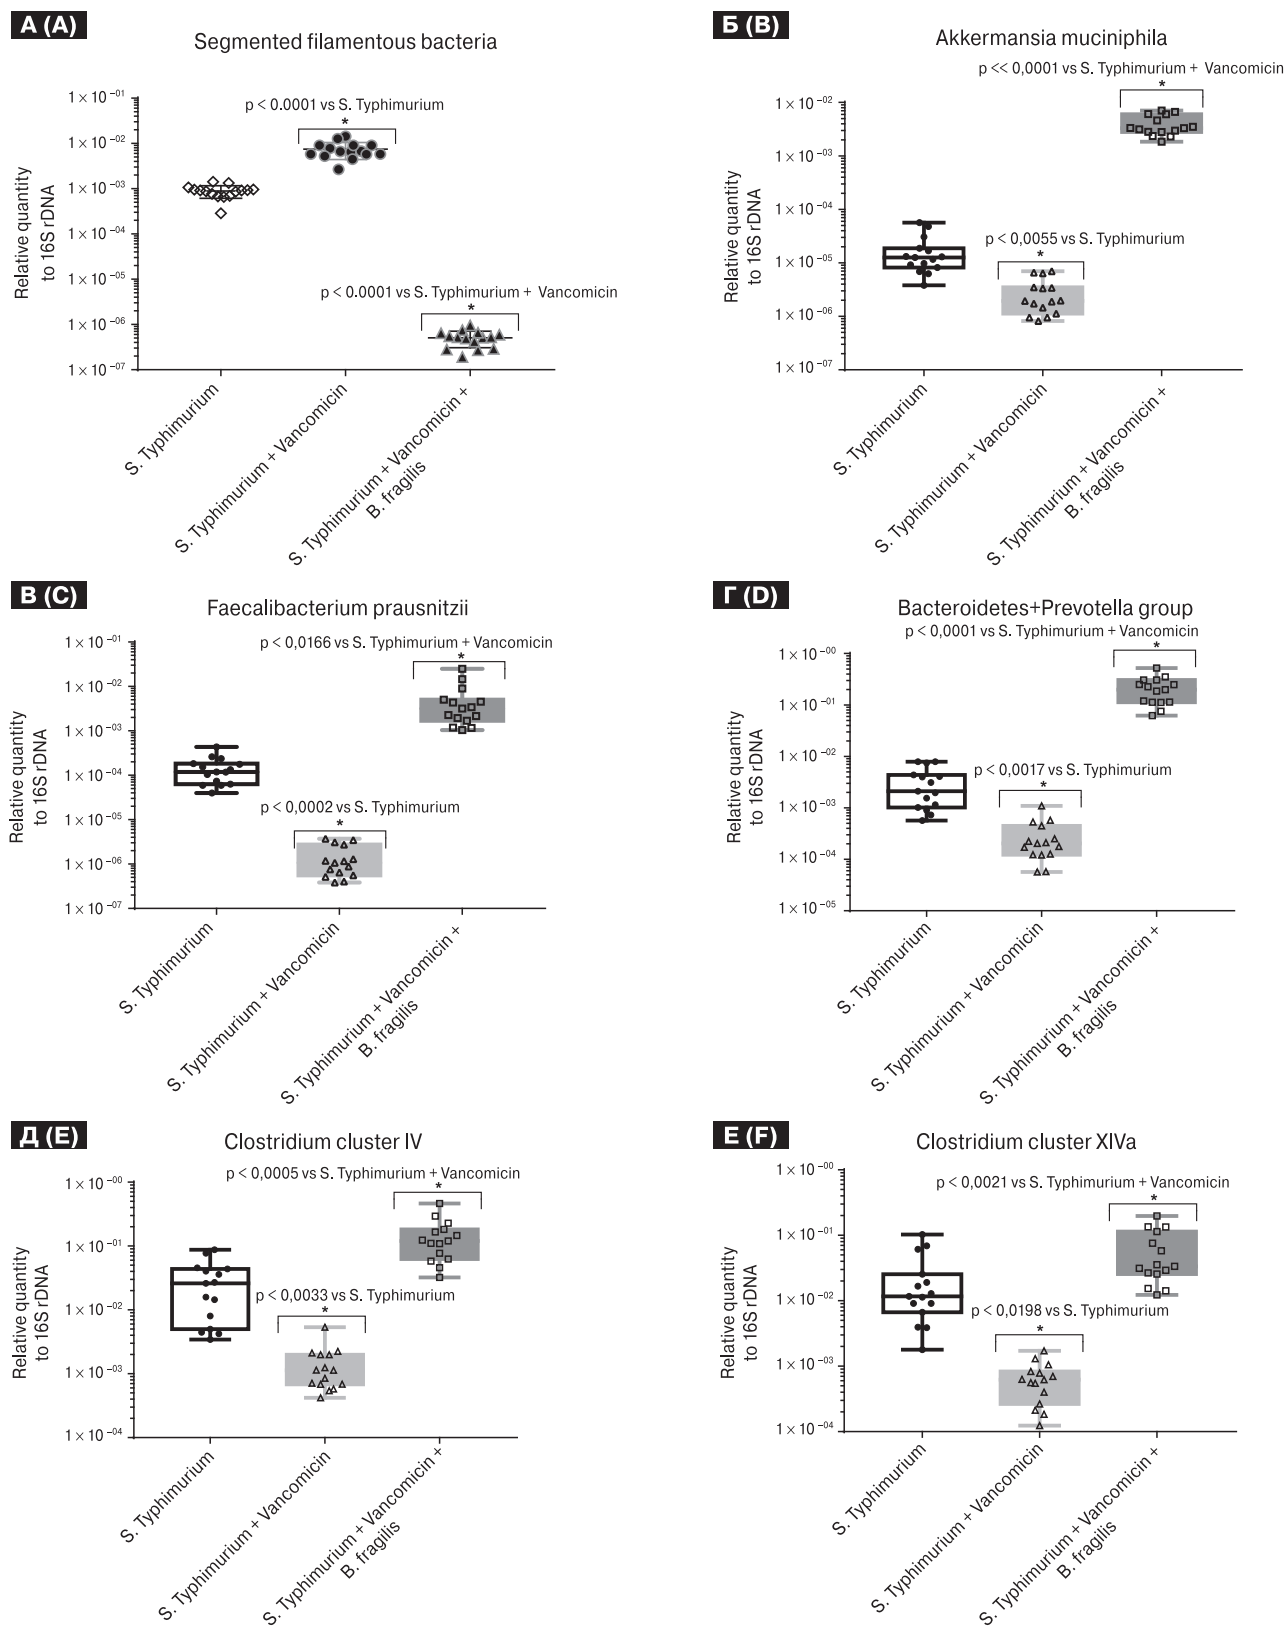 А (A)
Segmented filamentous bacteria
p < 0.0001 vs S. Typhimurium
*
1 × 10 −01
1 × 10 −02
1 × 10 −03
1 × 10 −04
1 × 10 −05
1 × 10 −06
1 × 10 −07
Relative quantity
to 16S rDNA
p < 0.0001 vs S. Typhimurium + Vancomicin
*
S. Typhimurium
S. Typhimurium + Vancomicin
S. Typhimurium + Vancomicin +
B. fragilis
Б (B)
Akkermansia muciniphila
p << 0,0001 vs S. Typhimurium + Vancomicin
*
1 × 10 −02
1 × 10 −03
1 × 10 −04
1 × 10 −05
1 × 10 −06
1 × 10 −07
Relative quantity
to 16S rDNA
p < 0,0055 vs S. Typhimurium
*
S. Typhimurium
S. Typhimurium + Vancomicin
S. Typhimurium + Vancomicin +
B. fragilis
В (C)
Faecalibacterium prausnitzii
p < 0,0166 vs S. Typhimurium + Vancomicin
*
1 × 10 −01
1 × 10 −02
1 × 10 −03
1 × 10 −04
1 × 10 −05
1 × 10 −06
1 × 10 −07
Relative quantity
to 16S rDNA
p < 0,0002 vs S. Typhimurium
*
S. Typhimurium
S. Typhimurium + Vancomicin
S. Typhimurium + Vancomicin +
B. fragilis
Г (D)
Bacteroidetes+Prevotella group
p < 0,0001 vs S. Typhimurium + Vancomicin
*
1 × 10 −00
1 × 10 −01
1 × 10 −02
1 × 10 −03
1 × 10 −04
1 × 10 −05
Relative quantity
to 16S rDNA
p < 0,0017 vs S. Typhimurium
*
S. Typhimurium
S. Typhimurium + Vancomicin
S. Typhimurium + Vancomicin +
B. fragilis
Д (E)
Clostridium cluster IV
p < 0,0005 vs S. Typhimurium + Vancomicin
*
1 × 10 −00
1 × 10 −01
1 × 10 −02
1 × 10 −03
1 × 10 −04
Relative quantity
to 16S rDNA
p < 0,0033 vs S. Typhimurium
*
S. Typhimurium
S. Typhimurium + Vancomicin
S. Typhimurium + Vancomicin +
B. fragilis
Е (F)
Clostridium cluster XIVa
p < 0,0021 vs S. Typhimurium + Vancomicin
*
1 × 10 −00
1 × 10 −01
1 × 10 −02
1 × 10 −03
1 × 10 −04
Relative quantity
to 16S rDNA
p < 0,0198 vs S. Typhimurium
*
S. Typhimurium
S. Typhimurium + Vancomicin
S. Typhimurium + Vancomicin +
B. fragilis